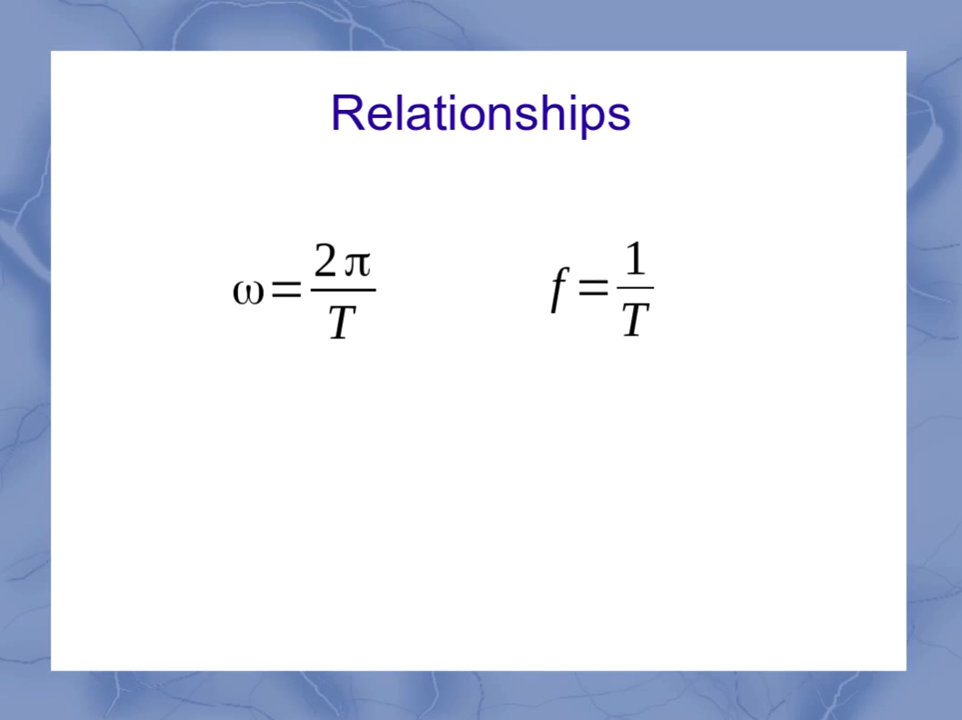 Relationships
ω = 2π/T
f = 1/T